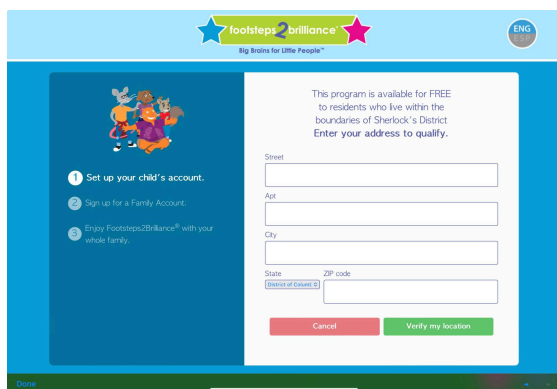 footsteps2brilliance™
Big Brains for Little People™
ENG
ESP
1 Set up your child's account.
2 Sign up for a Family Account.
3 Enjoy Footsteps2Brilliance® with your
whole family.
This program is available for FREE
to residents who live within the
boundaries of Sherlock's District
Enter your address to qualify.
Street
Apt
City
State ZIP code
District of Columb
Cancel Verify my location
Done